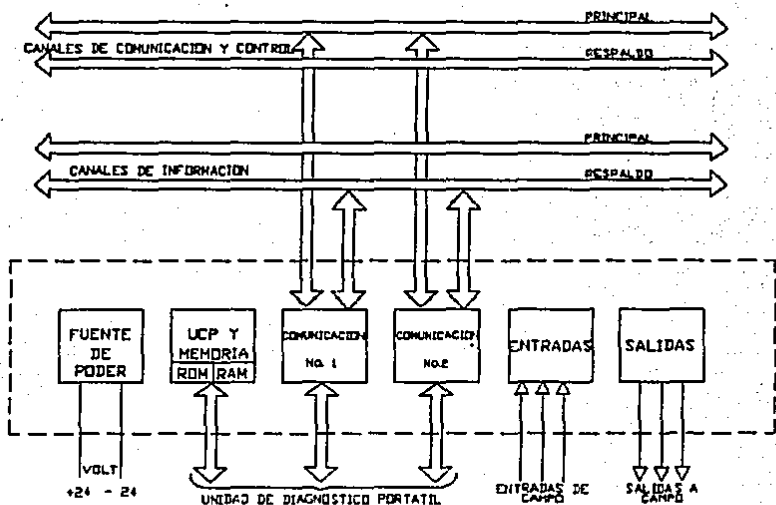 PRINCIPAL
CANALES DE COMUNICACION Y CONTROL
RESPALDO
PRINCIPAL
CANALES DE INFORMACION
RESPALDO
FUENTE
DE
PODER
UCP Y
MEMORIA
ROM RAM
COMUNICACION
NO. 1
COMUNICACION
NO.2
ENTRADAS
SALIDAS
VOLT
+24 - 24
UNIDAD DE DIAGNOSTICO PORTATIL
ENTRADAS DE
CAMPO
SALIDAS A
CAMPO